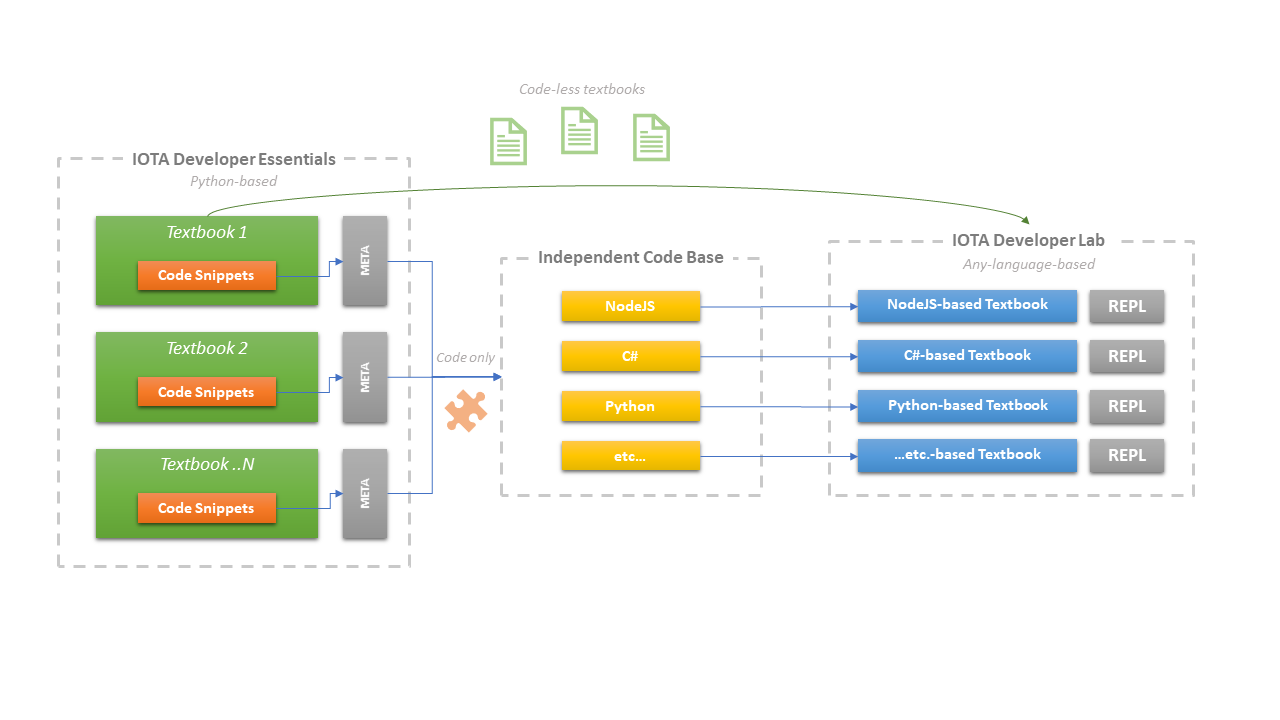 Code-less textbooks
IOTA Developer Essentials
Python-based
Textbook 1
Code Snippets
META
Textbook 2
Code Snippets
META
Textbook ..N
Code Snippets
META
Code only
Independent Code Base
NodeJS
C#
Python
etc...
IOTA Developer Lab
Any-language-based
NodeJS-based Textbook
REPL
C#-based Textbook
REPL
Python-based Textbook
REPL
...etc.-based Textbook
REPL